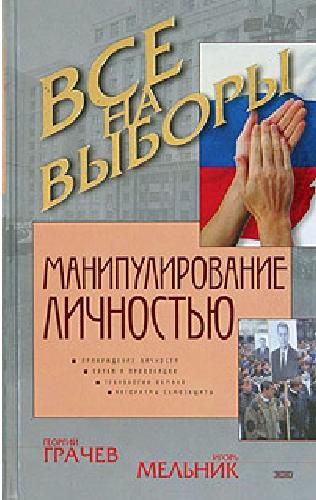 ВСЕ
НА
ВЫБОРЫ
МАНИПУЛИРОВАНИЕ
ЛИЧНОСТЬЮ
ГЕОРГИЙ
ГРАЧЕВ
ИГОРЬ
МЕЛЬНИК